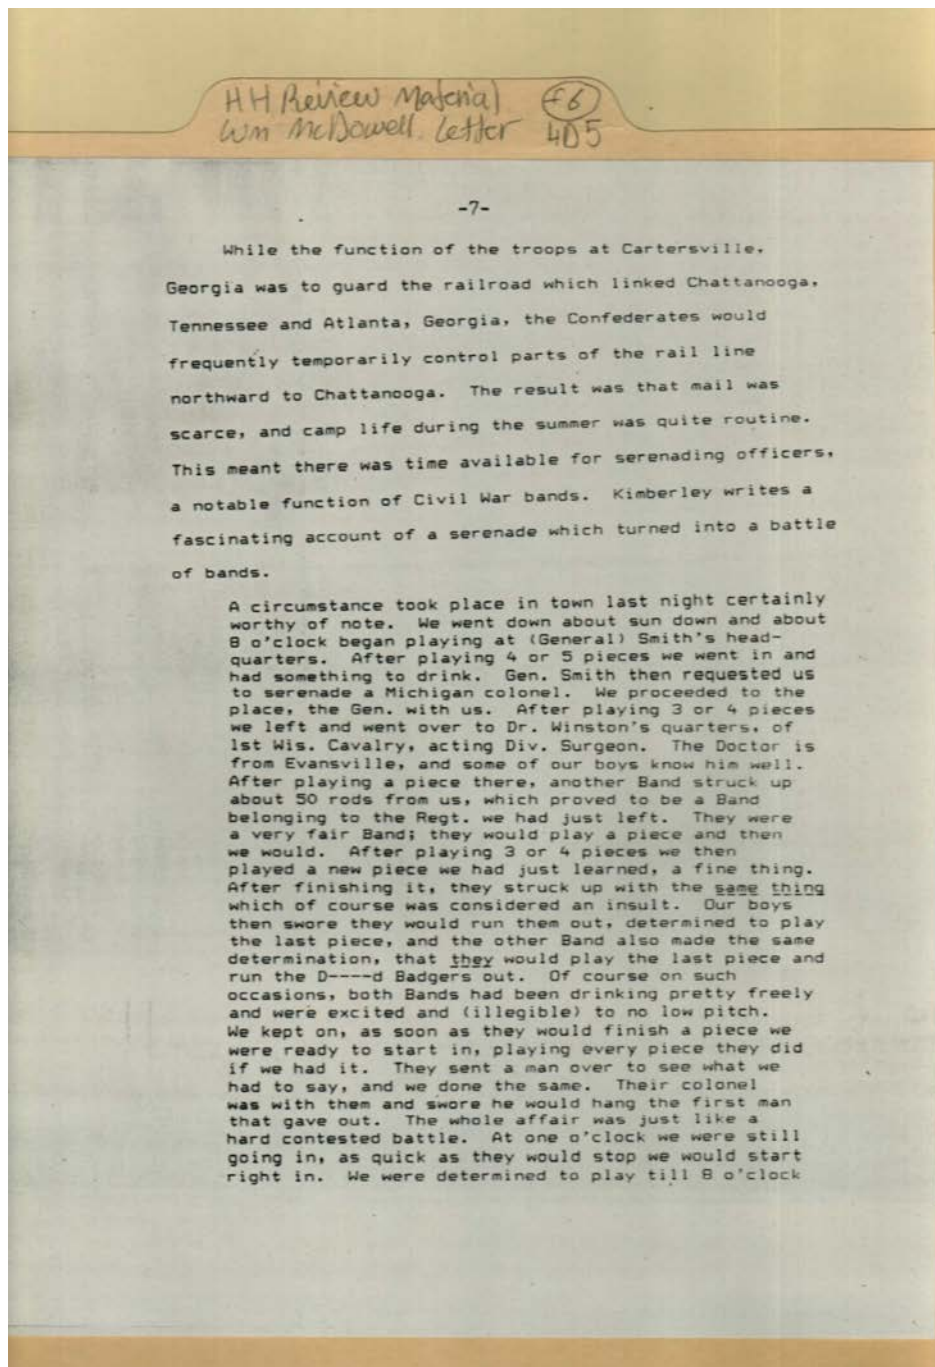 HH Review Material f6
Wm McDowell. Letter 4D5
-7-
While the function of the troops at Cartersville,
Georgia was to guard the railroad which linked Chattanooga,
Tennessee and Atlanta, Georgia, the Confederates would
frequently temporarily control parts of the rail line
northward to Chattanooga.  The result was that mail was
scarce, and camp life during the summer was quite routine.
This meant there was time available for serenading officers,
a notable function of Civil War bands.  Kimberley writes a
fascinating account of a serenade which turned into a battle
of bands.
A circumstance took place in town last night certainly
worthy of note.  We went down about sun down and about
8 o'clock began playing at (General) Smith's head-
quarters.  After playing 4 or 5 pieces we went in and
had something to drink.  Gen. Smith then requested us
to serenade a Michigan colonel.  We proceeded to the
place, the Gen. with us.  After playing 3 or 4 pieces
we left and went over to Dr. Winston's quarters, of
1st Wis. Cavalry, acting Div. Surgeon.  The Doctor is
from Evansville, and some of our boys know him well.
After playing a piece there, another Band struck up
about 50 rods from us, which proved to be a Band
belonging to the Regt. we had just left.  They were
a very fair Band; they would play a piece and then
we would.  After playing 3 or 4 pieces we then
played a new piece we had just learned, a fine thing.
After finishing it, they struck up with the same thing
which of course was considered an insult.  Our boys
then swore they would run them out, determined to play
the last piece, and the other Band also made the same
determination, that they would play the last piece and
run the D----d Badgers out.  Of course on such
occasions, both Bands had been drinking pretty freely
and were excited and (illegible) to no low pitch.
We kept on, as soon as they would finish a piece we
were ready to start in, playing every piece they did
if we had it.  They sent a man over to see what we
had to say, and we done the same.  Their colonel
was with them and swore he would hang the first man
that gave out.  The whole affair was just like a
hard contested battle.  At one o'clock we were still
going in, as quick as they would stop we would start
right in.  We were determined to play till 8 o'clock